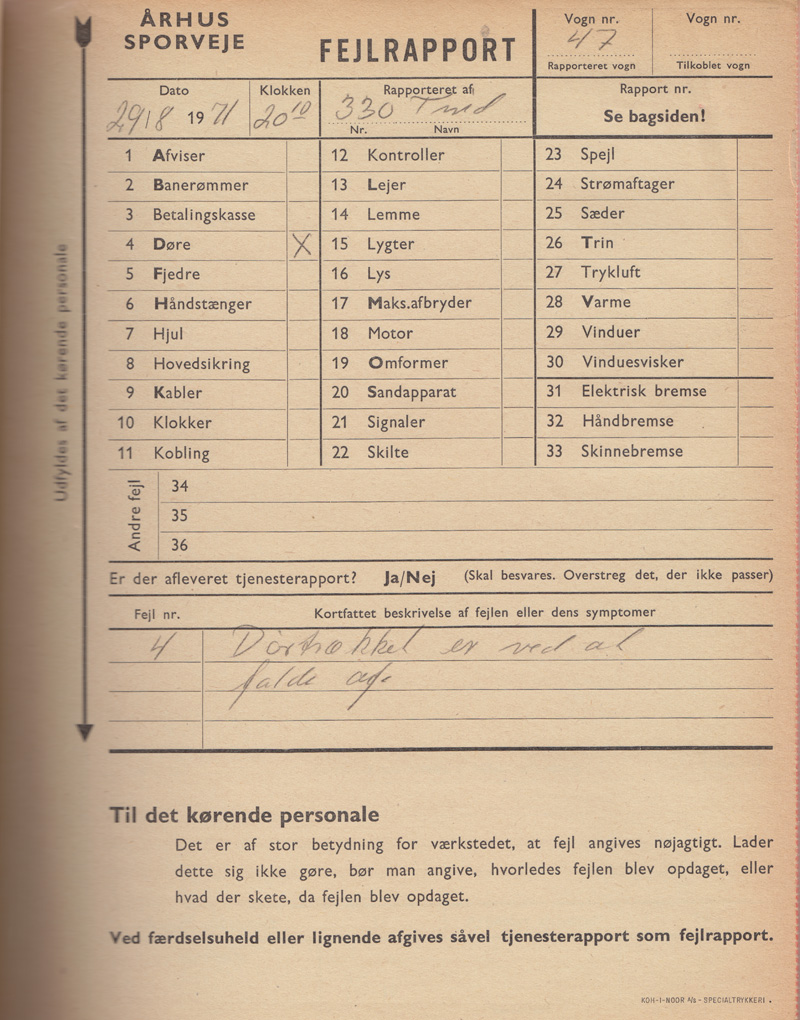 ÅRHUS
SPORVEJE
FEJLRAPPORT
Vogn nr.
47
Rapporteret vogn
Vogn nr.
Tilkoblet vogn
Dato
29/8 1971
Klokken
20 10
Rapporteret af
330
Nr. Navn
Rapport nr.
Se bagsiden!
1 Afviser
2 Banerømmer
3 Betalingskasse
4 Døre X
5 Fjedre
6 Håndstænger
7 Hjul
8 Hovedsikring
9 Kabler
10 Klokker
11 Kobling
12 Kontroller
13 Lejer
14 Lemme
15 Lygter
16 Lys
17 Maks.afbryder
18 Motor
19 Omformer
20 Sandapparat
21 Signaler
22 Skilte
23 Spejl
24 Strømaftager
25 Sæder
26 Trin
27 Trykluft
28 Varme
29 Vinduer
30 Vinduesvisker
31 Elektrisk bremse
32 Håndbremse
33 Skinnebremse
Andre fejl
34
35
36
Er der afleveret tjenesterapport? Ja/Nej (Skal besvares. Overstreg det, der ikke passer)
Fejl nr. Kortfattet beskrivelse af fejlen eller dens symptomer
4 Dørtrækket er ved at
falde af.
Udfyldes af det kørende personale
Til det kørende personale
Det er af stor betydning for værkstedet, at fejl angives nøjagtigt. Lader
dette sig ikke gøre, bør man angive, hvorledes fejlen blev opdaget, eller
hvad der skete, da fejlen blev opdaget.
Ved færdselsuheld eller lignende afgives såvel tjenesterapport som fejlrapport.
KOH-I-NOOR A/S - SPECIALTRYKKERI.